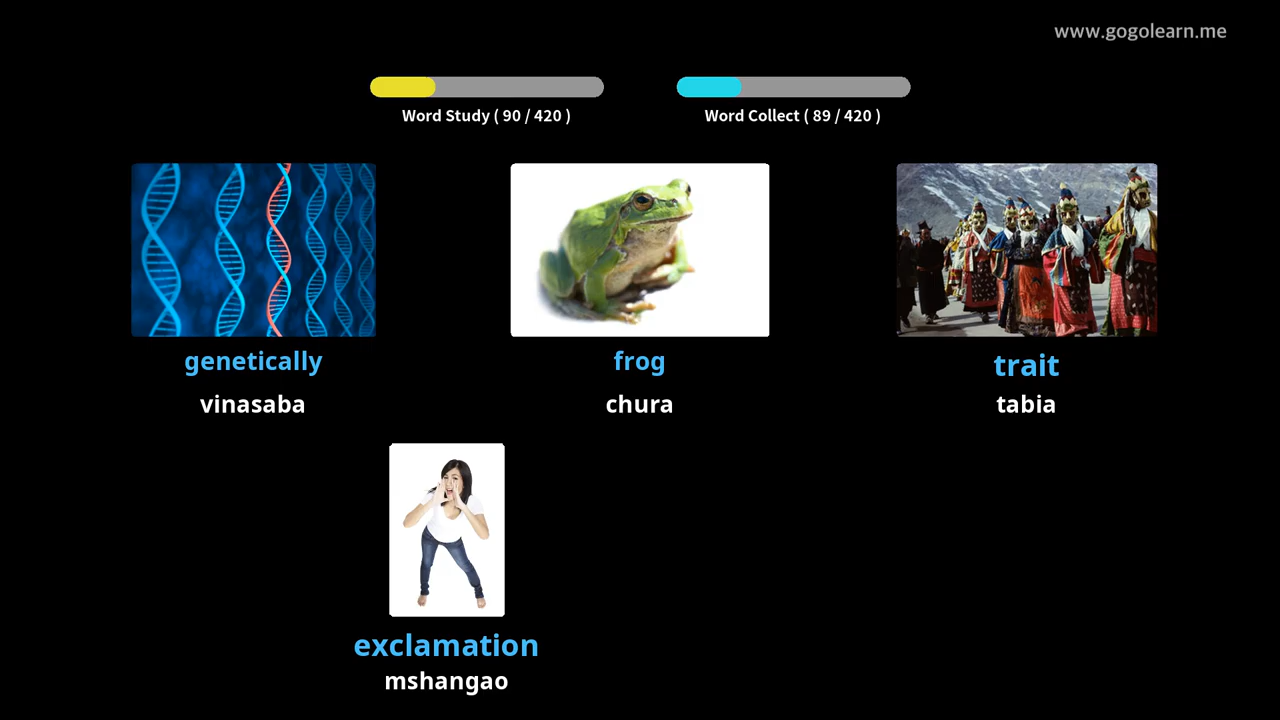 www.gogolearn.me
Word Study ( 90 / 420 )
Word Collect ( 89 / 420 )
genetically
vinasaba
frog
chura
trait
tabia
exclamation
mshangao